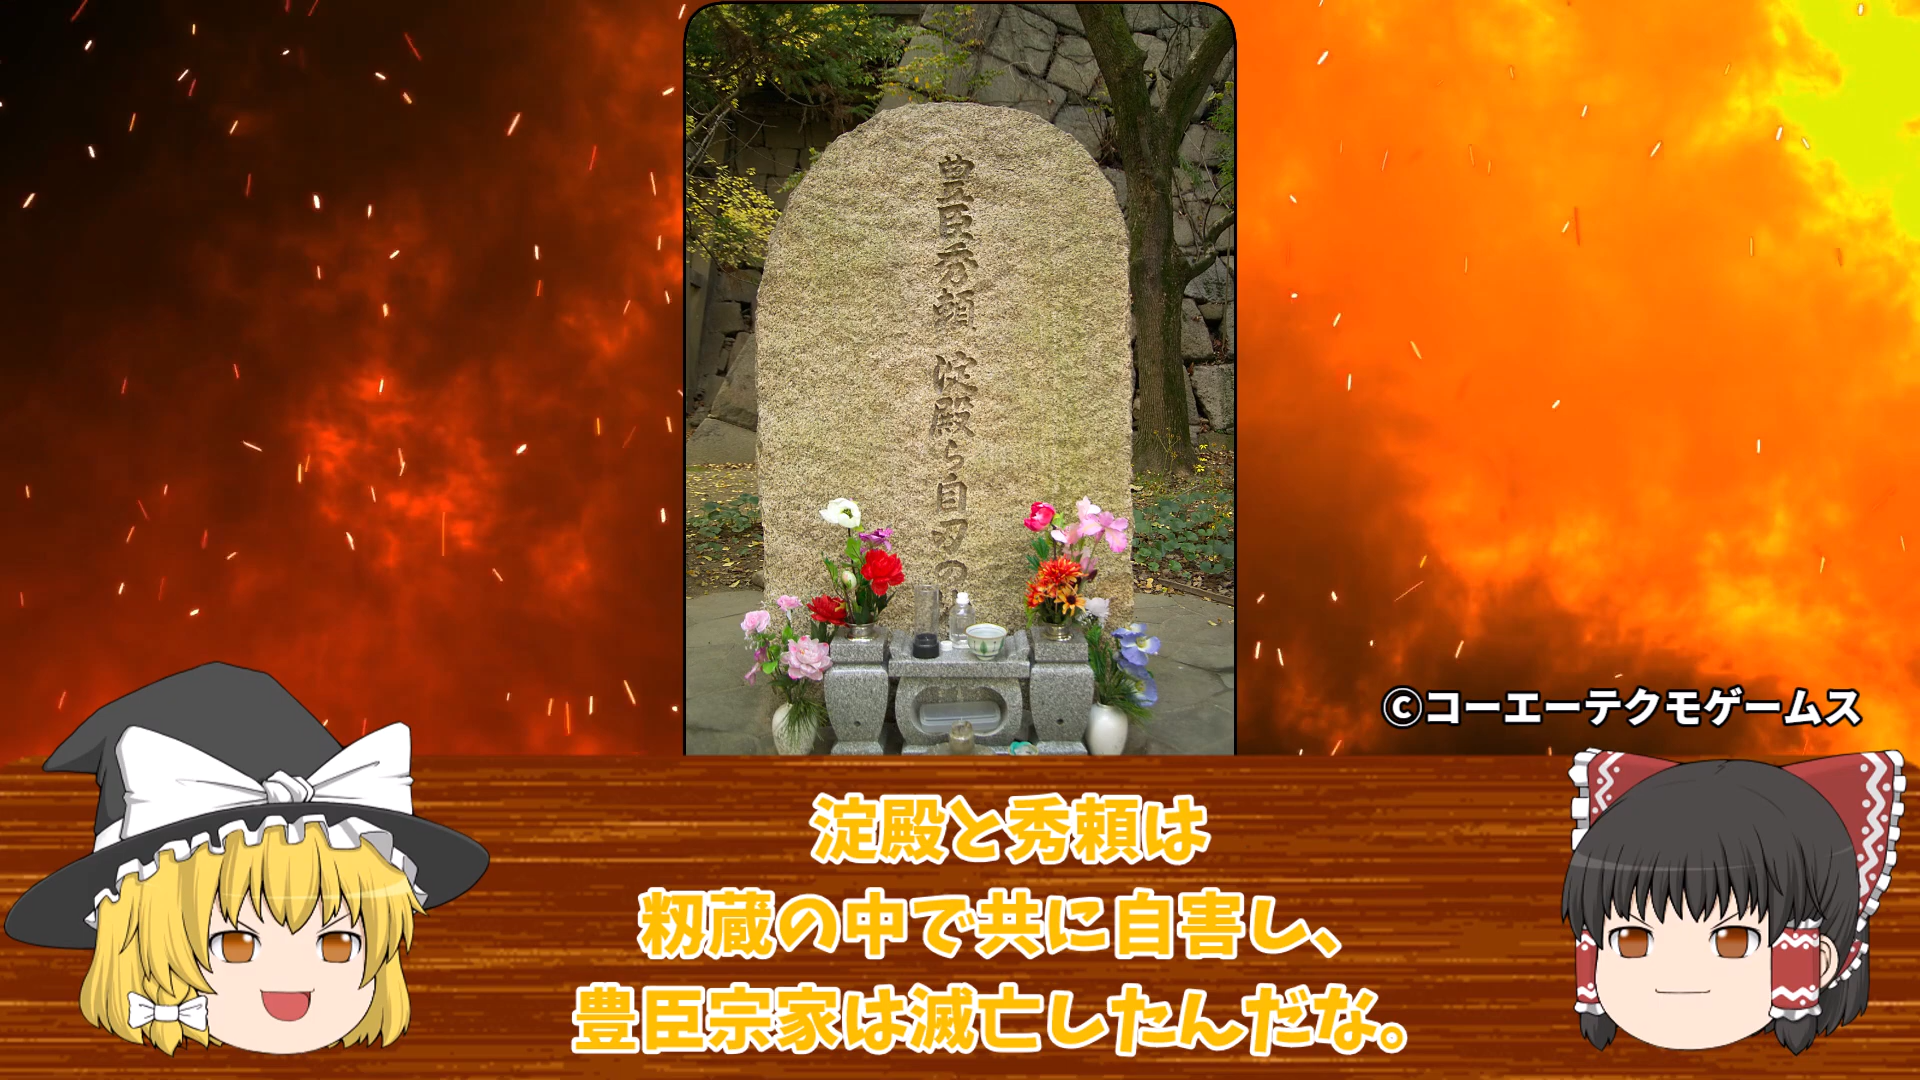 豊臣秀頼 淀殿ら自刃の
©コーエーテクモゲームス
淀殿と秀頼は
籾蔵の中で共に自害し、
豊臣宗家は滅亡したんだな。